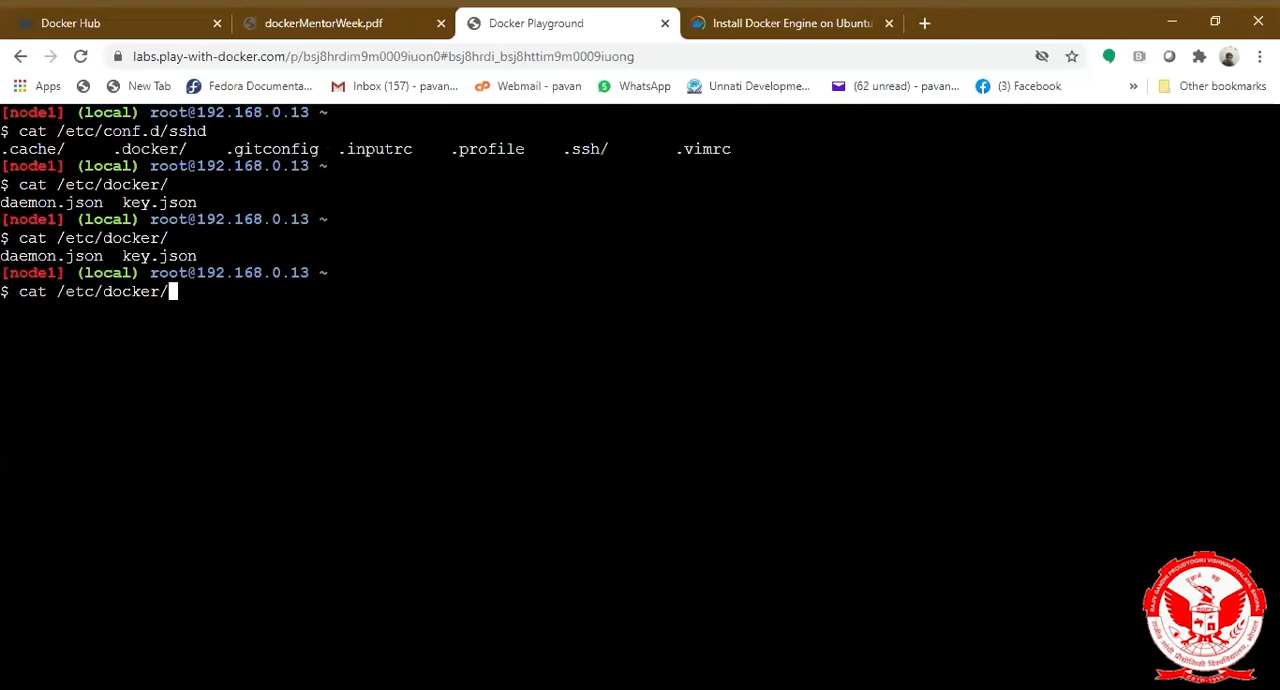 Docker Hub
dockerMentorWeek.pdf
Docker Playground
Install Docker Engine on Ubuntu
labs.play-with-docker.com/p/bsj8hrdim9m0009iuon0#bsj8hrdi_bsj8httim9m0009iuong
Apps
New Tab
Fedora Documenta...
Inbox (157) - pavan...
Webmail - pavan...
WhatsApp
Unnati Developme...
(62 unread) - pavan...
(3) Facebook
»
Other bookmarks
[node1] (local) root@192.168.0.13 ~
$ cat /etc/conf.d/sshd
.cache/ .docker/ .gitconfig .inputrc .profile .ssh/ .vimrc
[node1] (local) root@192.168.0.13 ~
$ cat /etc/docker/
daemon.json key.json
[node1] (local) root@192.168.0.13 ~
$ cat /etc/docker/
daemon.json key.json
[node1] (local) root@192.168.0.13 ~
$ cat /etc/docker/